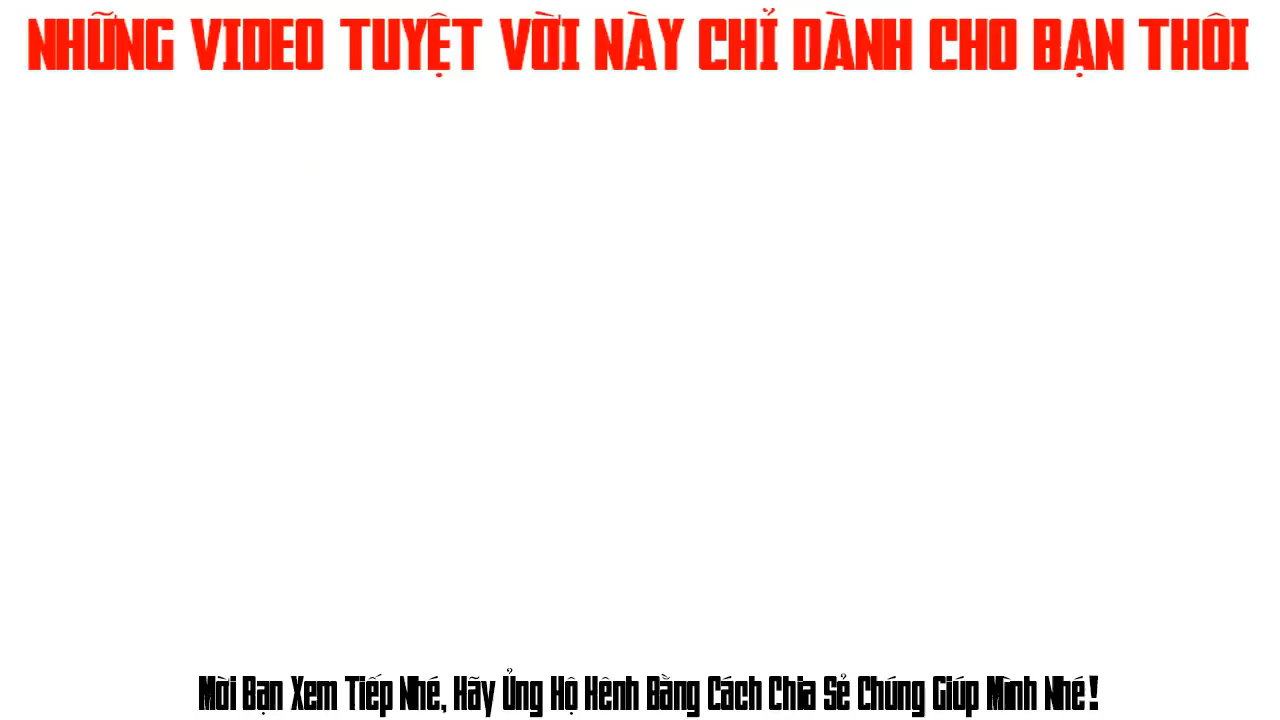 NHỮNG VIDEO TUYỆT VỜI NÀY CHỈ DÀNH CHO BẠN THÔI
Mời Bạn Xem Tiếp Nhé, Hãy Ủng Hộ Kênh Bằng Cách Chia Sẻ Chúng Giúp Mình Nhé!